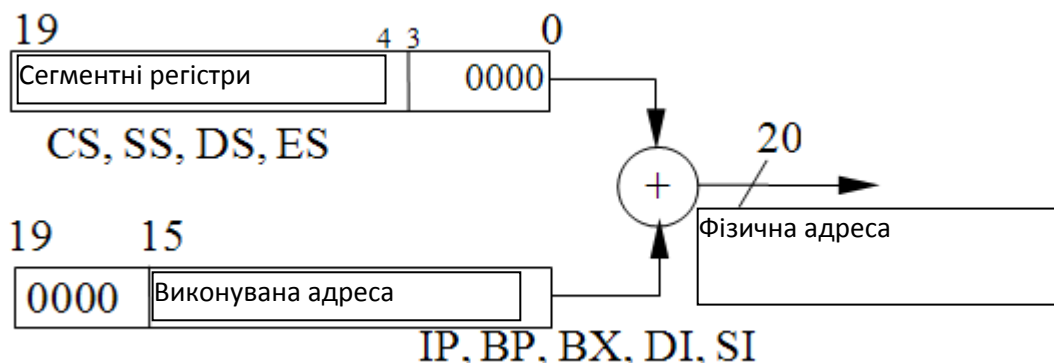 19 4 3 0
Сегментні регістри 0000
CS, SS, DS, ES
20
+
Фізична адреса
19 15
0000 Виконувана адреса
IP, BP, BX, DI, SI